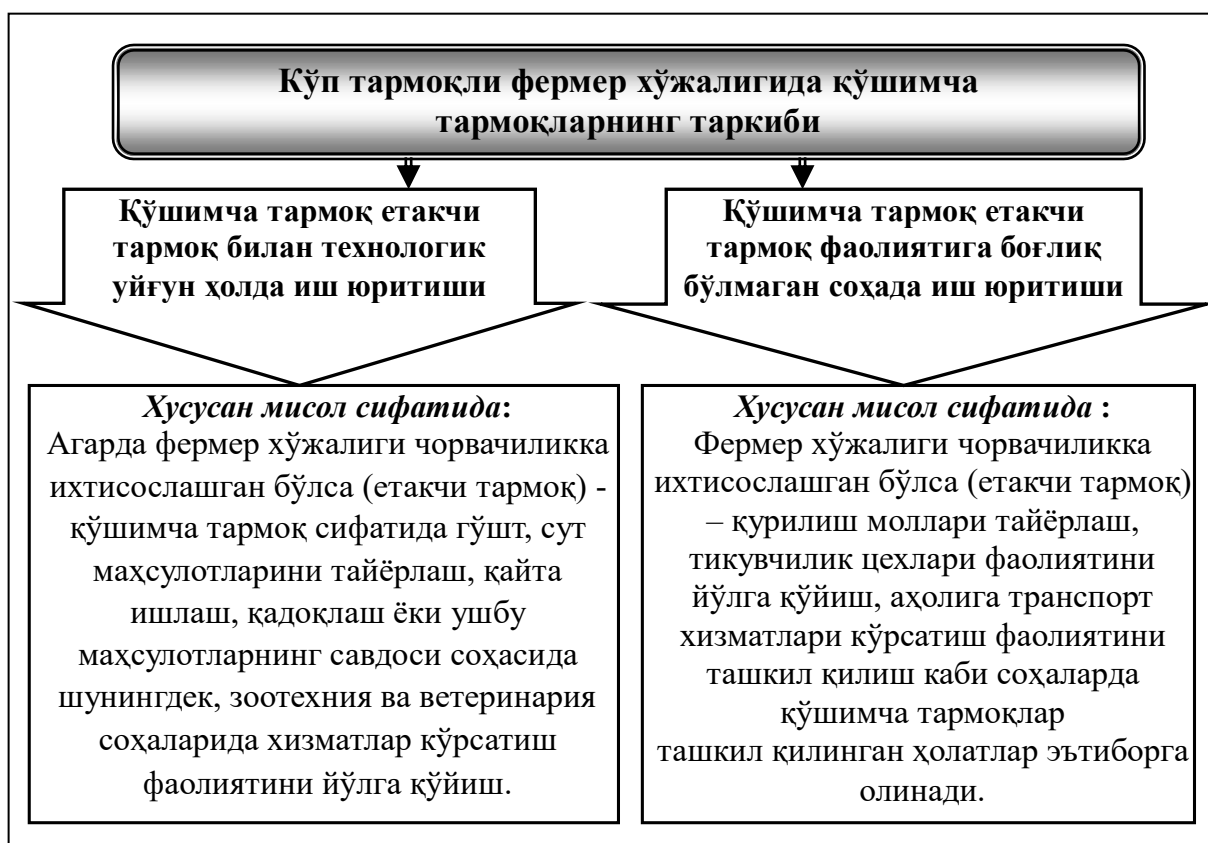 Кўп тармоқли фермер хўжалигида қўшимча
тармоқларнинг таркиби
Қўшимча тармоқ етакчи
тармоқ билан технологик
уйғун ҳолда иш юритиши
Қўшимча тармоқ етакчи
тармоқ фаолиятига боғлиқ
бўлмаган соҳада иш юритиши
Хусусан мисол сифатида:
Агарда фермер хўжалиги чорвачиликка
ихтисослашган бўлса (етакчи тармоқ) -
қўшимча тармоқ сифатида гўшт, сут
маҳсулотларини тайёрлаш, қайта
ишлаш, қадоқлаш ёки ушбу
маҳсулотларнинг савдоси соҳасида
шунингдек, зоотехния ва ветеринария
соҳаларида хизматлар кўрсатиш
фаолиятини йўлга қўйиш.
Хусусан мисол сифатида :
Фермер хўжалиги чорвачиликка
ихтисослашган бўлса (етакчи тармоқ)
– қурилиш моллари тайёрлаш,
тикувчилик цехлари фаолиятини
йўлга қўйиш, аҳолига транспорт
хизматлари кўрсатиш фаолиятини
ташкил қилиш каби соҳаларда
қўшимча тармоқлар
ташкил қилинган ҳолатлар эътиборга
олинади.